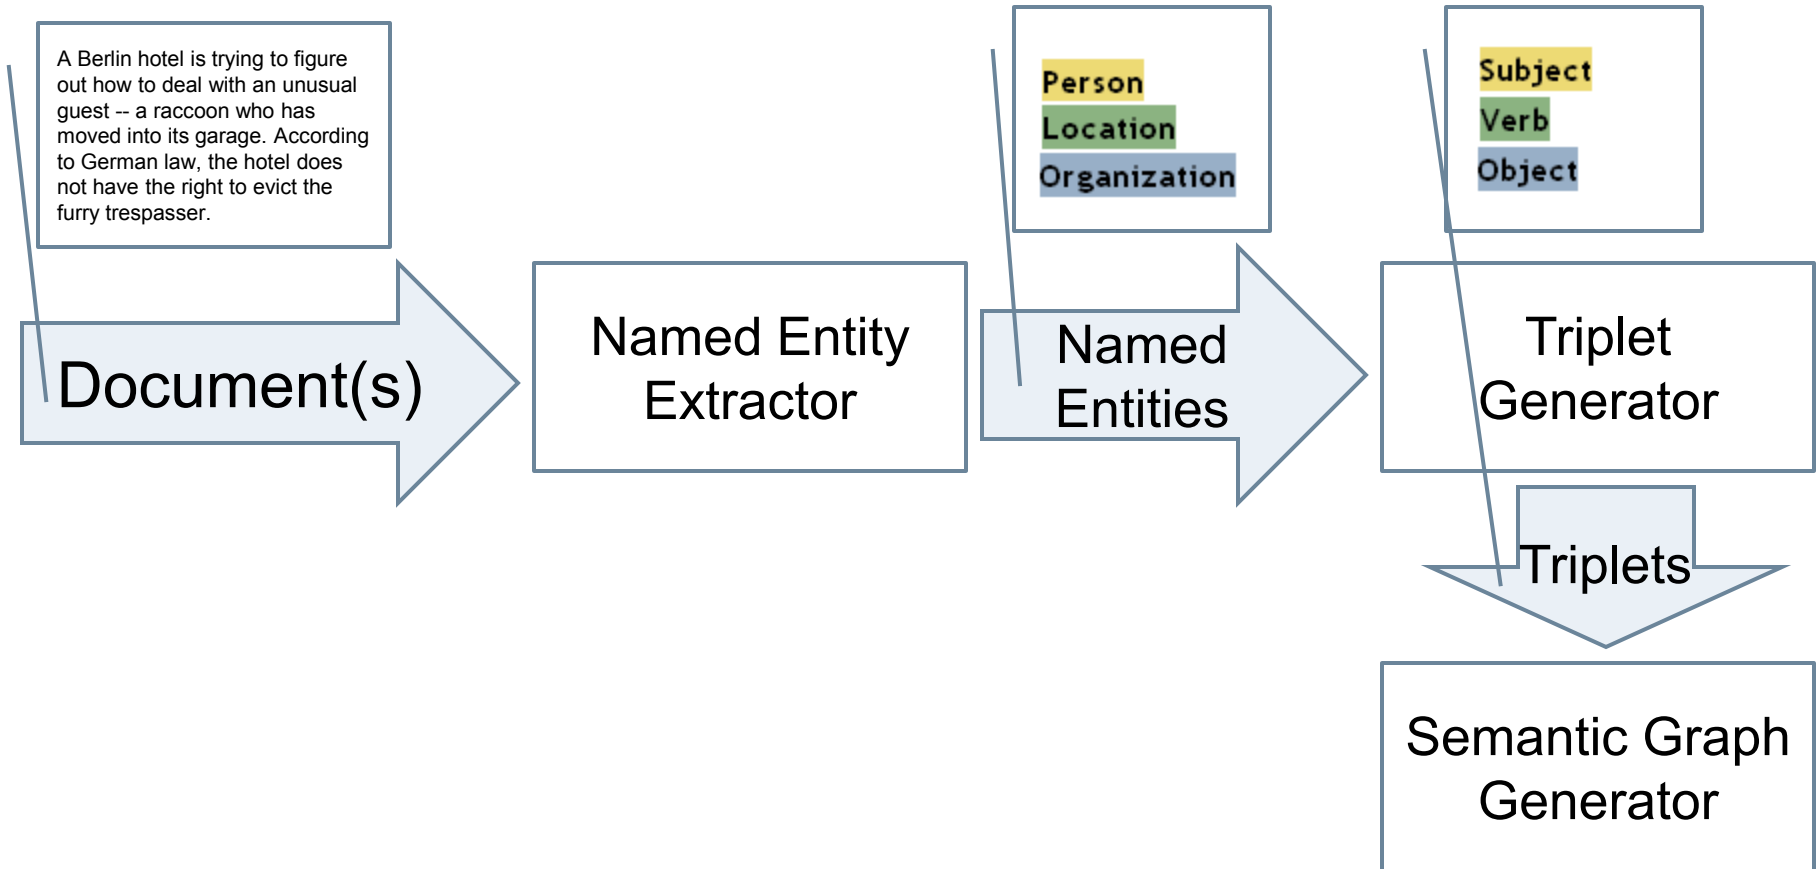 A Berlin hotel is trying to figure
out how to deal with an unusual
guest -- a raccoon who has
moved into its garage. According
to German law, the hotel does
not have the right to evict the
furry trespasser.
Person
Location
Organization
Subject
Verb
Object
Document(s)
Named Entity
Extractor
Named
Entities
Triplet
Generator
Triplets
Semantic Graph
Generator